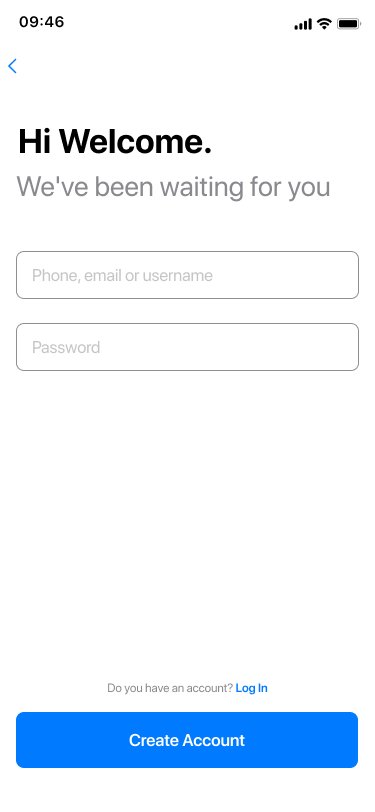 09:46
Hi Welcome.
We've been waiting for you
Phone, email or username
Password
Do you have an account? Log In
Create Account